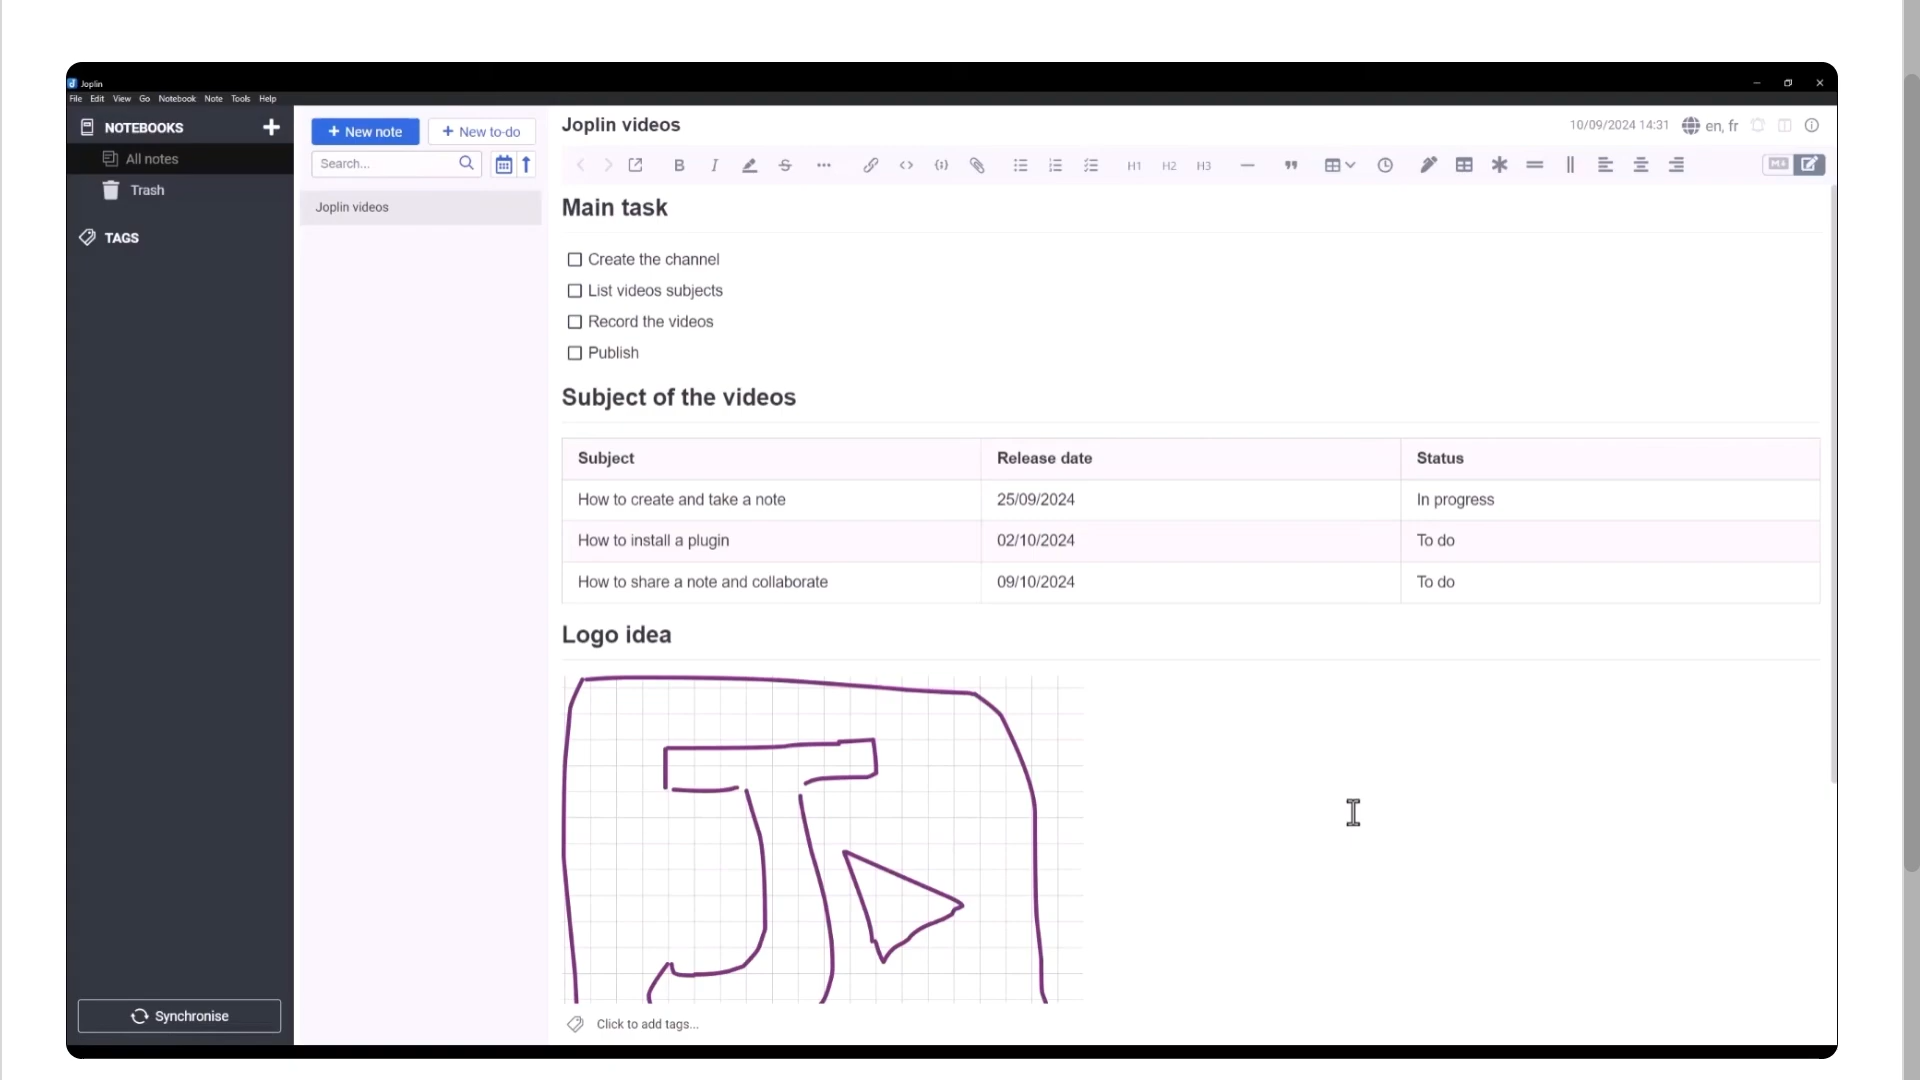 Joplin
File Edit View Go Notebook Note Tools Help
NOTEBOOKS
All notes
Trash
TAGS
Synchronise
New note
New to-do
Search...
Joplin videos
Joplin videos
10/09/2024 14:31
en, fr
B I S H1 H2 H3
Main task
Create the channel
List videos subjects
Record the videos
Publish
Subject of the videos
Subject Release date Status
How to create and take a note 25/09/2024 In progress
How to install a plugin 02/10/2024 To do
How to share a note and collaborate 09/10/2024 To do
Logo idea
J
Click to add tags...